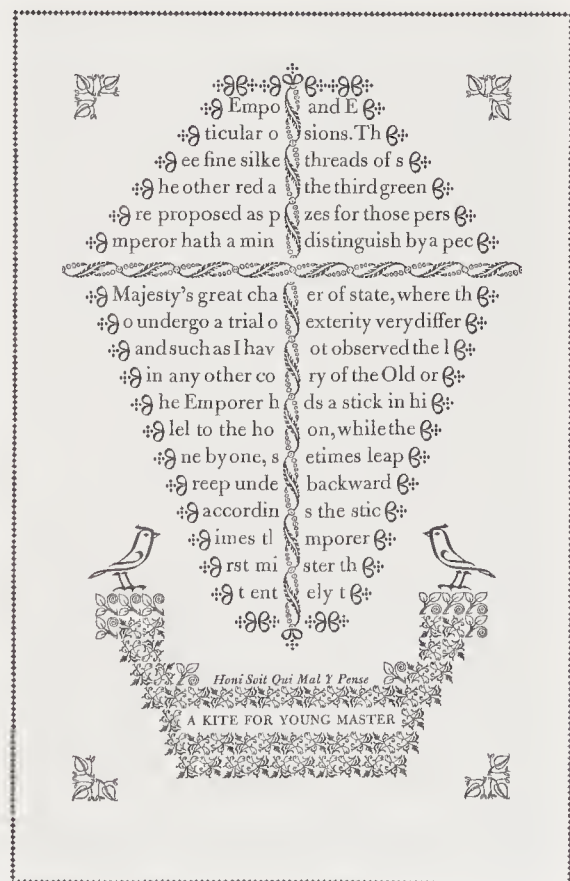 Empo and E
ticular o sions. Th
ee fine silke threads of s
he other red a the third green
re proposed as p zes for those pers
mperor hath a min distinguish by a pec
Majesty's great cha er of state, where th
o undergo a trial o exterity very differ
and such as I hav ot observed the l
in any other co ry of the Old or
he Emporer h ds a stick in hi
lel to the ho on, while the
ne by one, s etimes leap
reep unde backward
accordin s the stic
imes tl mporer
rst mi ster th
t ent ely t
Honi Soit Qui Mal Y Pense
A KITE FOR YOUNG MASTER